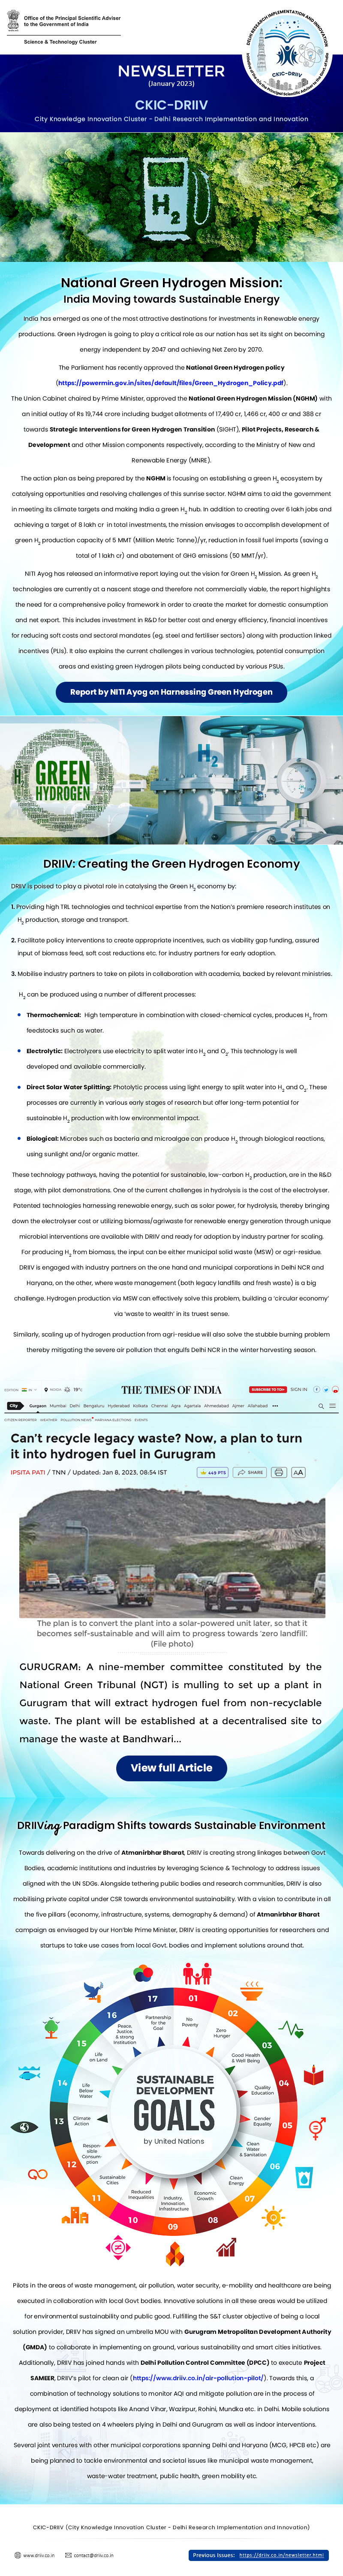 Office of the Principal Scientific Adviser
to the Government of India
Science & Technology Cluster
DELHI RESEARCH IMPLEMENTATION AND INNOVATION
CKIC-DRIIV
NEWSLETTER
(January 2023)
CKIC-DRIIV
City Knowledge Innovation Cluster - Delhi Research Implementation and Innovation
H2
National Green Hydrogen Mission:
India Moving towards Sustainable Energy
India has emerged as one of the most attractive destinations for investments in Renewable energy
productions. Green Hydrogen is going to play a critical role as our nation has set its sight on becoming
energy independent by 2047 and achieving Net Zero by 2070.
The Parliament has recently approved the National Green Hydrogen policy
(https://powermin.gov.in/sites/default/files/Green_Hydrogen_Policy.pdf).
The Union Cabinet chaired by Prime Minister, approved the National Green Hydrogen Mission (NGHM) with
an initial outlay of Rs 19,744 crore including budget allotments of 17,490 cr, 1,466 cr, 400 cr and 388 cr
towards Strategic Interventions for Green Hydrogen Transition (SIGHT), Pilot Projects, Research &
Development and other Mission components respectively, according to the Ministry of New and
Renewable Energy (MNRE).
The action plan as being prepared by the NGHM is focusing on establishing a green H2 ecosystem by
catalysing opportunities and resolving challenges of this extensive sector. NGHM aims to aid the government
in meeting its climate targets and making India a green H2 hub. In addition to creating over 6 lakh jobs and
achieving a target of 8 lakh cr in total investments, the mission envisages to accomplish development of
green H2 production capacity of 5 MMT (Million Metric Tonne)/yr, reduction in fossil fuel imports (saving a
total of 1 lakh cr) and abatement of GHG emissions (50 MMT/yr).
NITI Ayog has released an informative report laying out the vision for Green H2 Mission. As green H2
technologies are currently at a nascent stage and therefore not commercially viable, the report highlights
the need for a comprehensive policy framework in order to create the market for domestic consumption
and net export. This includes investment in R&D for better cost and energy efficiency, financial incentives
for reducing soft costs and sectoral mandates (eg. steel and fertiliser sectors) along with production linked
incentives (PLIs). It also explains the current challenges in various technologies, potential consumption
areas and existing green Hydrogen pilots being conducted by various PSUs.
Report by NITI Ayog on Harnessing Green Hydrogen
GREEN
HYDROGEN
H2
DRIIV: Creating the Green Hydrogen Economy
DRIIV is poised to play a pivotal role in catalysing the Green H2 economy by:
1. Providing high TRL technologies and technical expertise from the Nation's premier research institutes on
H2 production, storage and transport.
2. Facilitate policy interventions to create appropriate incentives, such as viability gap funding, assured
input of biomass feed, soft cost reductions etc. for industry partners for early adoption.
3. Mobilise industry partners to take on pilots in collaboration with academia, backed by relevant ministries.
H2 can be produced using a number of different processes:
• Thermochemical: High temperature in combination with closed-chemical cycles, produces H2 from
feedstocks such as water.
• Electrolytic: Electrolyzers use electricity to split water into H2 and O2. This technology is well
developed and available commercially.
• Direct Solar Water Splitting: Photolytic process using light energy to split water into H2 and O2. These
processes are currently in various early stages of research but offer long-term potential for
sustainable H2 production with low environmental impact.
• Biological: Microbes such as bacteria and microalgae can produce H2 through biological reactions,
using sunlight and/or organic matter.
These technology pathways, having the potential for sustainable, low-carbon H2 production, are in the R&D
stage, with pilot demonstrations. One of the current challenges in hydrolysis is the cost of the electrolyser.
Patented technologies harnessing renewable energy, such as solar power, for hydrolysis, thereby bringing
down the electrolyser cost and utilizing biomass/agriwaste for renewable energy generation through unique
microbial interventions are available with DRIIV and ready for adoption by industry partner for scaling.
For producing H2 from biomass, the input can be either municipal solid waste (MSW) or agri-residue.
DRIIV is engaged with industry partners on the one hand and municipal corporations in Delhi NCR and
Haryana, on the other, where waste management (both legacy landfills and fresh waste) is a big
challenge. Hydrogen production via MSW can effectively solve this problem, building a 'circular economy'
via 'waste to wealth' in its truest sense.
Similarly, scaling up of hydrogen production from agri-residue will also solve the stubble burning problem
thereby mitigating the severe air pollution that engulfs Delhi NCR in the winter harvesting season.
EDITION IN INDIA 19°C THE TIMES OF INDIA SUBSCRIBE TO TOI+ SIGN IN
City Gurgaon Mumbai Delhi Bengaluru Hyderabad Kolkata Chennai Agra Agartala Ahmedabad Ajmer Allahabad •••
CITIZEN REPORTER WEATHER POLLUTION NEWS HARYANA ELECTIONS EVENTS
Can't recycle legacy waste? Now, a plan to turn
it into hydrogen fuel in Gurugram
IPSITA PATI / TNN / Updated: Jan 8, 2023, 08:54 IST 449 PTS SHARE AA
The plan is to convert the plant into a solar-powered unit later, so that it
becomes self-sustainable and will aim to progress towards 'zero landfill'.
(File photo)
GURUGRAM: A nine-member committee constituted by the
National Green Tribunal (NGT) is mulling to set up a plant in
Gurugram that will extract hydrogen fuel from non-recyclable
waste. The plan will be established at a decentralised site to
manage the waste at Bandhwari...
View full Article
DRIIVing Paradigm Shifts towards Sustainable Environment
Towards delivering on the drive of Atmanirbhar Bharat, DRIIV is creating strong linkages between Govt
Bodies, academic institutions and industries by leveraging Science & Technology to address issues
aligned with the UN SDGs. Alongside tethering public bodies and research communities, DRIIV is also
mobilising private capital under CSR towards environmental sustainability. With a vision to contribute in all
the five pillars (economy, infrastructure, systems, demography & demand) of Atmanirbhar Bharat
campaign as envisaged by our Hon'ble Prime Minister, DRIIV is creating opportunities for researchers and
startups to take use cases from local Govt. bodies and implement solutions around that.
SUSTAINABLE
DEVELOPMENT
GOALS
by United Nations
01
No
Poverty
02
Zero
Hunger
03
Good Health
& Well Being
04
Quality
Education
05
Gender
Equality
06
Clean
Water
& Sanitation
07
Clean
Energy
08
Economic
Growth
09
Industry,
Innovation,
Infrastructure
10
Reduced
Inequalities
11
Sustainable
Cities
12
Respon-
sible
Consum-
ption
13
Climate
Action
14
Life
Below
Water
15
Life
on Land
16
Peace,
Justice,
& strong
Institution
17
Partnership
for the
Goal
Pilots in the areas of waste management, air pollution, water security, e-mobility and healthcare are being
executed in collaboration with local Govt bodies. Innovative solutions in all these areas would be utilized
for environmental sustainability and public good. Fulfilling the S&T cluster objective of being a local
solution provider, DRIIV has signed an umbrella MOU with Gurugram Metropolitan Development Authority
(GMDA) to collaborate in implementing on ground, various sustainability and smart cities initiatives.
Additionally, DRIIV has joined hands with Delhi Pollution Control Committee (DPCC) to execute Project
SAMEER, DRIIV's pilot for clean air (https://www.driiv.co.in/air-pollution-pilot/). Towards this, a
combination of technology solutions to monitor AQI and mitigate pollution are in the process of
deployment at identified hotspots like Anand Vihar, Wazirpur, Rohini, Mundka etc. in Delhi. Mobile solutions
are also being tested on 4 wheelers plying in Delhi and Gurugram as well as indoor interventions.
Several joint ventures with other municipal corporations spanning Delhi and Haryana (MCG, HPCB etc) are
being planned to tackle environmental and societal issues like municipal waste management,
waste-water treatment, public health, green mobility etc.
CKIC-DRIIV (City Knowledge Innovation Cluster - Delhi Research Implementation and Innovation)
www.driiv.co.in contact@driiv.co.in Previous Issues: https://driiv.co.in/newsletter.html